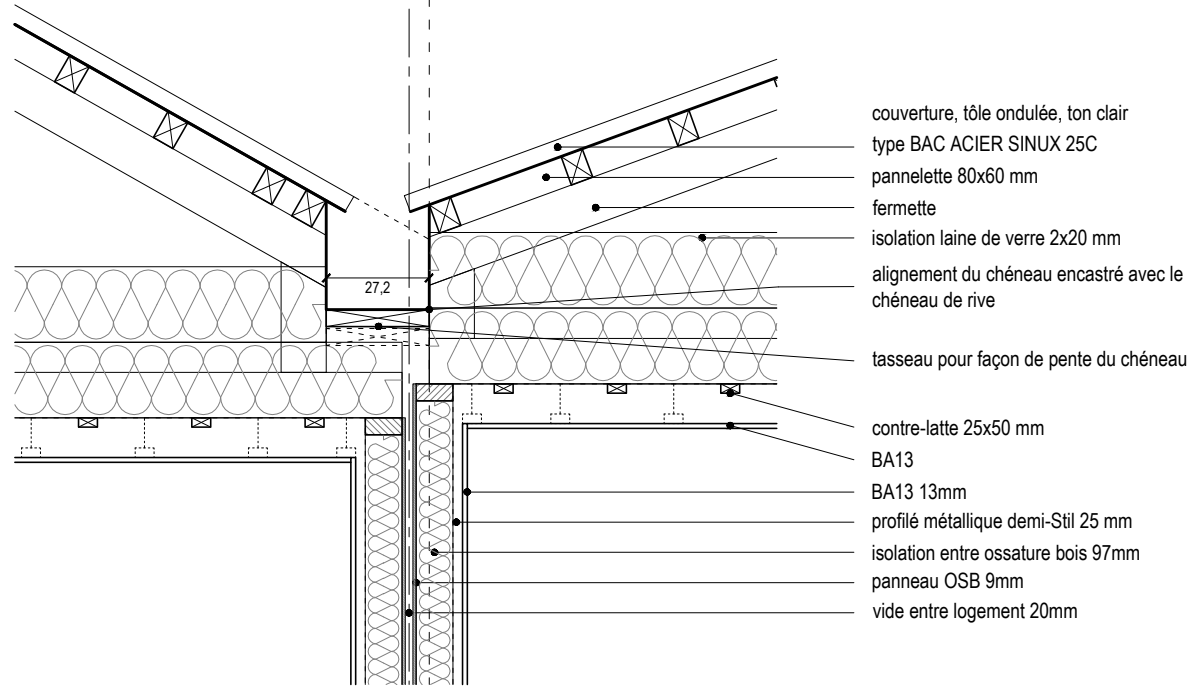 couverture, tôle ondulée, ton clair
type BAC ACIER SINUX 25C
pannelette 80x60 mm
fermette
isolation laine de verre 2x20 mm
alignement du chéneau encastré avec le
chéneau de rive
27,2
tasseau pour façon de pente du chéneau
contre-latte 25x50 mm
BA13
BA13 13mm
profilé métallique demi-Stil 25 mm
isolation entre ossature bois 97mm
panneau OSB 9mm
vide entre logement 20mm